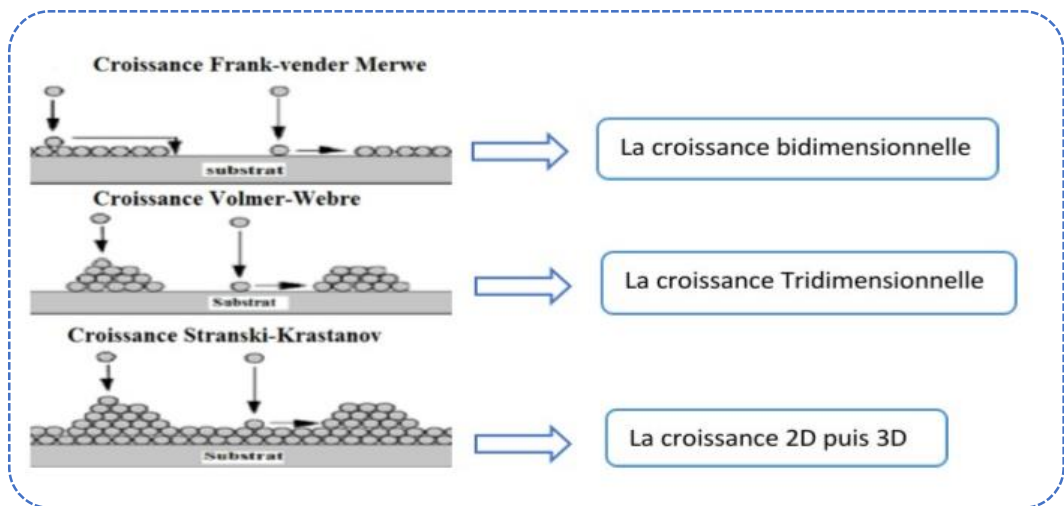 Croissance Frank-vender Merwe
substrat
La croissance bidimensionnelle
Croissance Volmer-Webre
Substrat
La croissance Tridimensionnelle
Croissance Stranski-Krastanov
Substrat
La croissance 2D puis 3D